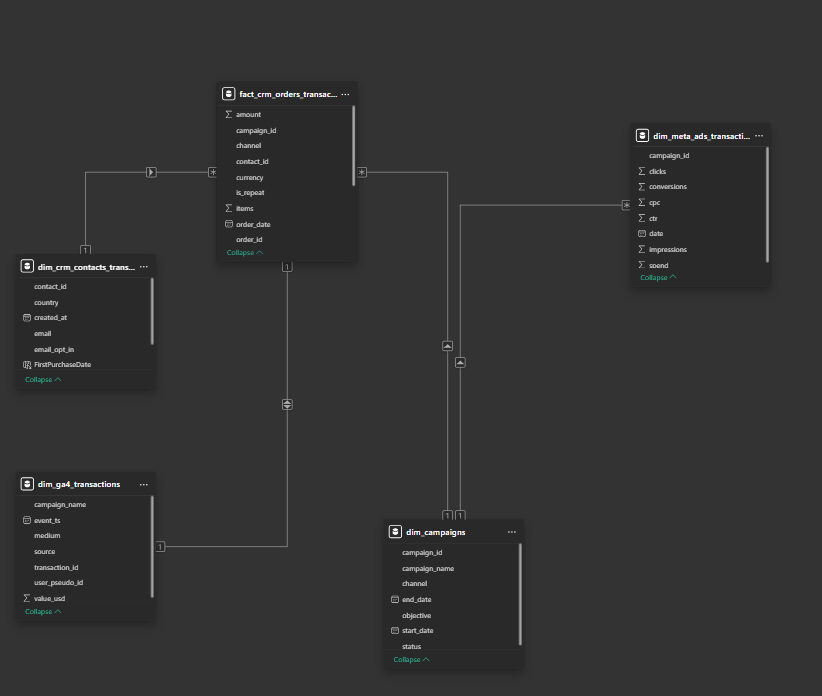 fact_crm_orders_transac... ...
amount
campaign_id
channel
contact_id
currency
is_repeat
items
order_date
order_id
Collapse
dim_meta_ads_transacti... ...
campaign_id
clicks
conversions
cpc
ctr
date
impressions
spend
Collapse
dim_crm_contacts_trans... ...
contact_id
country
created_at
email
email_opt_in
FirstPurchaseDate
Collapse
dim_ga4_transactions ...
campaign_name
event_ts
medium
source
transaction_id
user_pseudo_id
value_usd
Collapse
dim_campaigns ...
campaign_id
campaign_name
channel
end_date
objective
start_date
status
Collapse
1
*
*
*
1
1
1
1